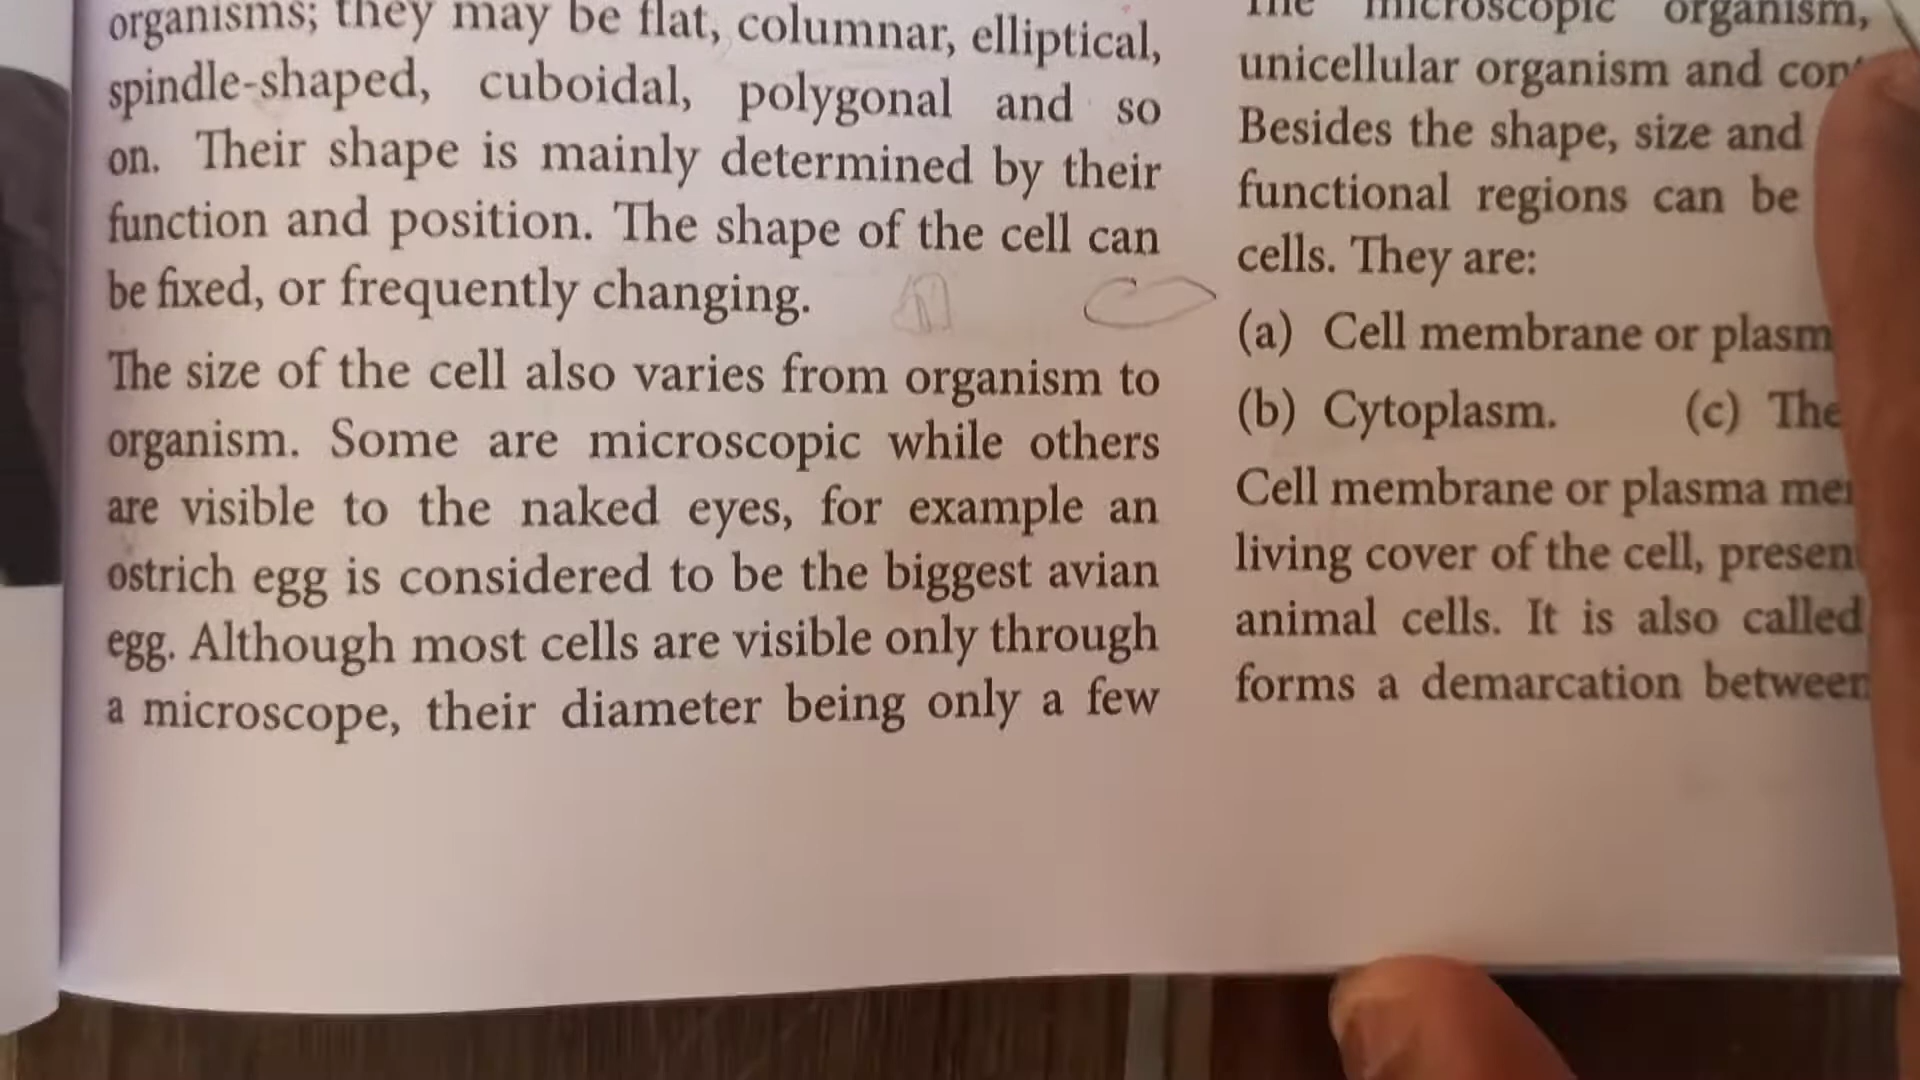 organisms; they may be flat, columnar, elliptical,
spindle-shaped, cuboidal, polygonal and so
on. Their shape is mainly determined by their
function and position. The shape of the cell can
be fixed, or frequently changing.
The size of the cell also varies from organism to
organism. Some are microscopic while others
are visible to the naked eyes, for example an
ostrich egg is considered to be the biggest avian
egg. Although most cells are visible only through
a microscope, their diameter being only a few
The microscopic organism,
unicellular organism and
Besides the shape, size and
functional regions can be
cells. They are:
(a) Cell membrane or
(b) Cytoplasm. (c) The
Cell membrane or plasma
living cover of the cell,
animal cells. It is also called
forms a demarcation between